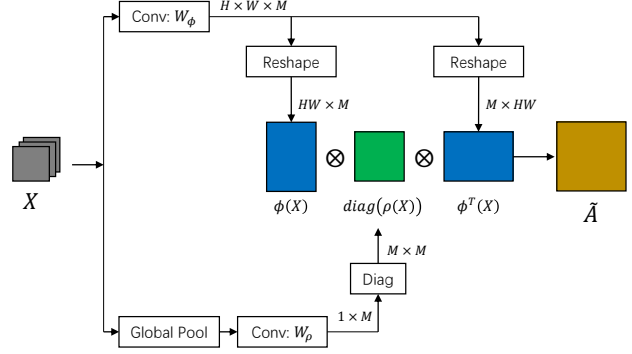 Conv: W_ϕ
H × W × M
Reshape
Reshape
HW × M
M × HW
⊗
⊗
X
ϕ(X)
diag(ρ(X))
ϕ^T(X)
Ã
M × M
Diag
1 × M
Global Pool
Conv: W_ρ